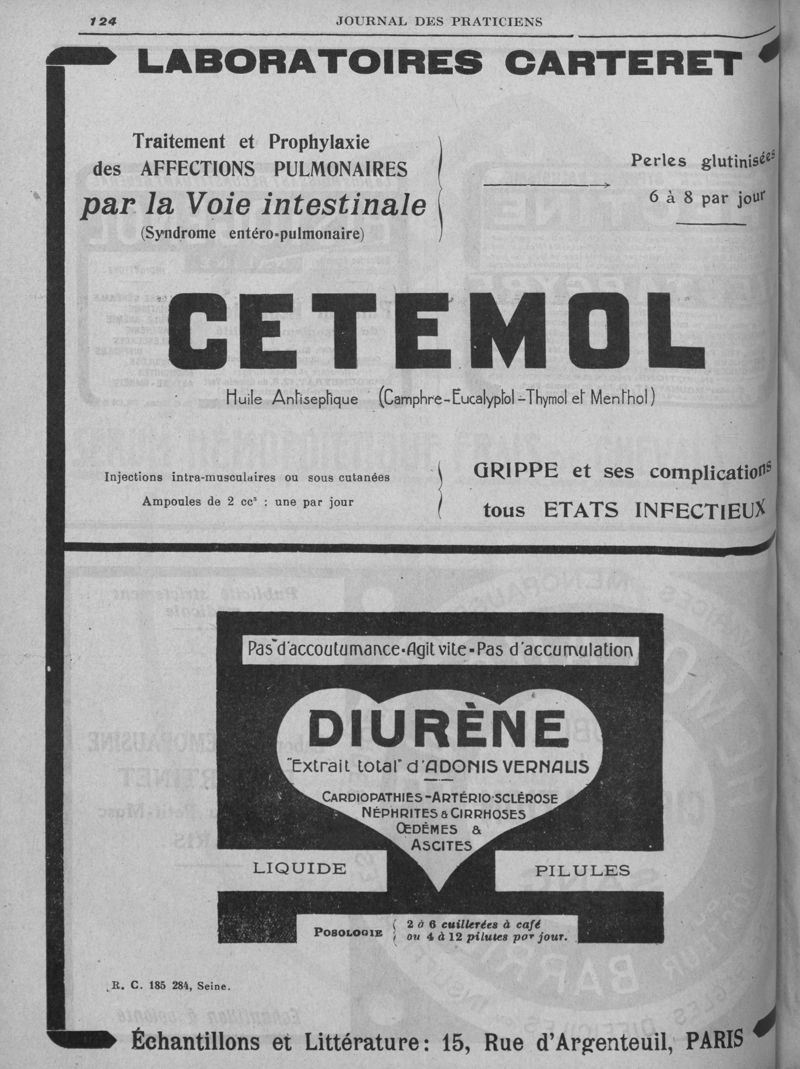 124
JOURNAL DES PRATICIENS
LABORATOIRES CARTERET
Traitement et Prophylaxie
des AFFECTIONS PULMONAIRES
par la Voie intestinale
(Syndrome entéro-pulmonaire)
Perles glutinisées
6 à 8 par jour
CETEMOL
Huile Antiseptique (Camphre-Eucalyptol-Thymol et Menthol)
Injections intra-musculaires ou sous cutanées
Ampoules de 2 cc³ : une par jour
GRIPPE et ses complications
tous ETATS INFECTIEUX
Pas d'accoutumance-Agit vite-Pas d'accumulation
DIURÈNE
"Extrait total" d'ADONIS VERNALIS
CARDIOPATHIES-ARTÉRIO-SCLÉROSE
NÉPHRITES & CIRRHOSES
ŒDÈMES &
ASCITES
LIQUIDE
PILULES
POSOLOGIE
2 à 6 cuillerées à café
ou 4 à 12 pilules par jour.
R. C. 185 284, Seine.
Échantillons et Littérature: 15, Rue d'Argenteuil, PARIS